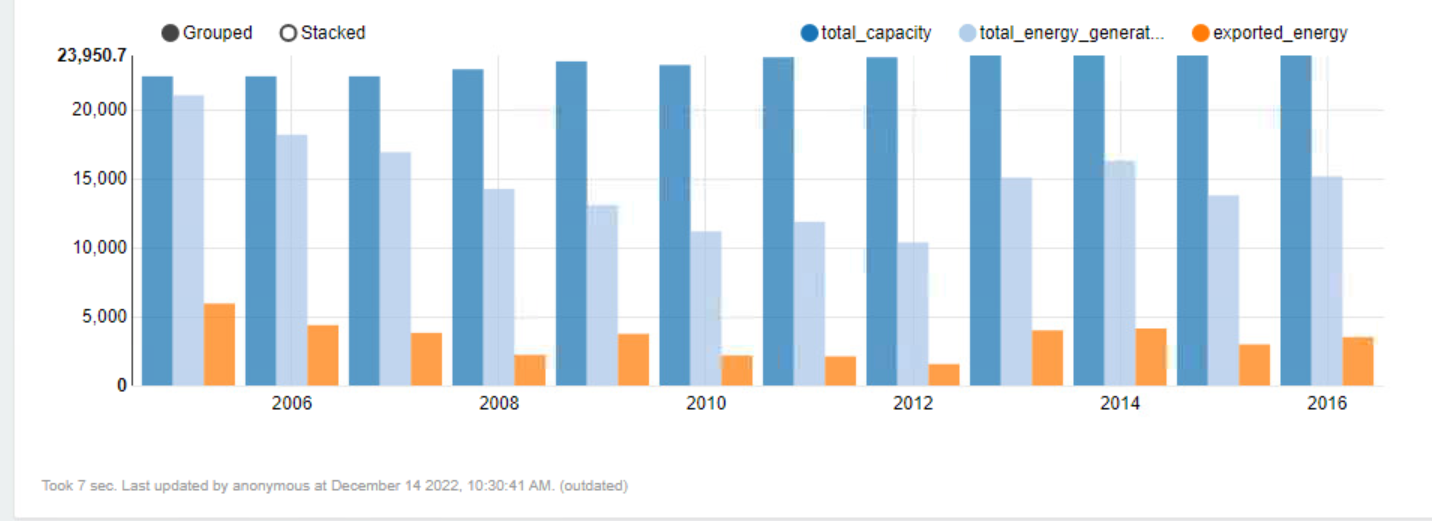 Grouped Stacked total_capacity total_energy_generat... exported_energy
23,950.7
20,000
15,000
10,000
5,000
0
2006 2008 2010 2012 2014 2016
Took 7 sec. Last updated by anonymous at December 14 2022, 10:30:41 AM. (outdated)